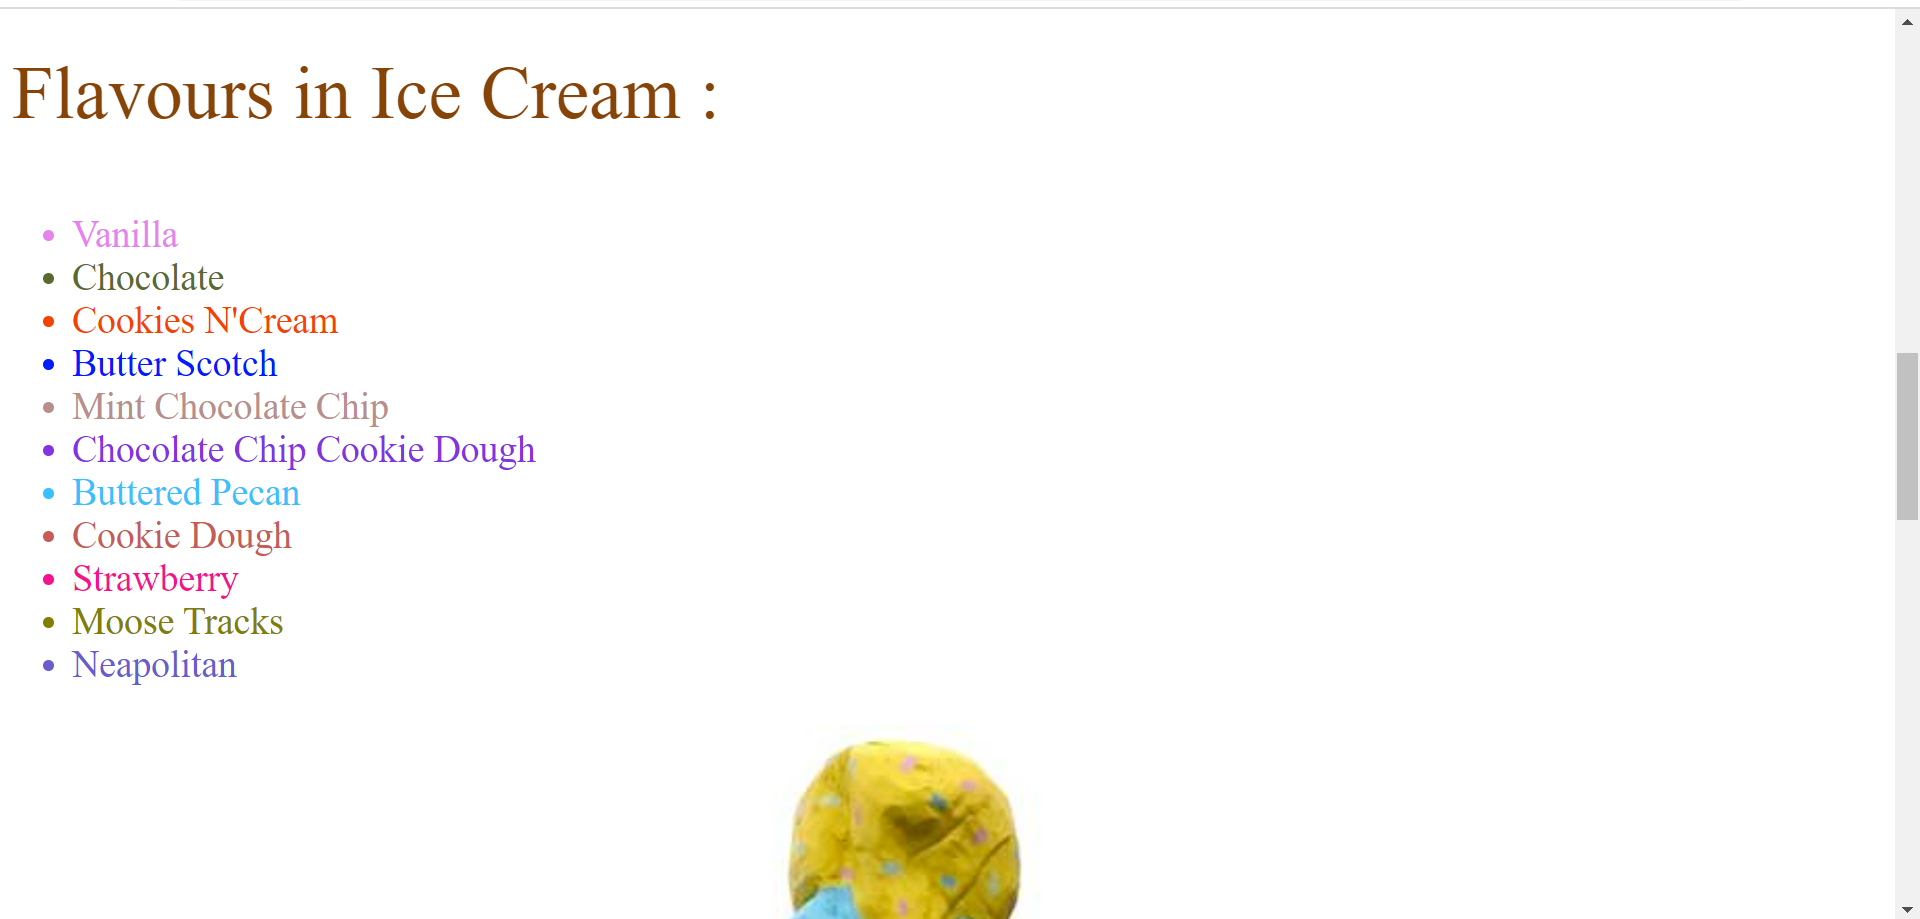 Flavours in Ice Cream :
Vanilla
Chocolate
Cookies N'Cream
Butter Scotch
Mint Chocolate Chip
Chocolate Chip Cookie Dough
Buttered Pecan
Cookie Dough
Strawberry
Moose Tracks
Neapolitan